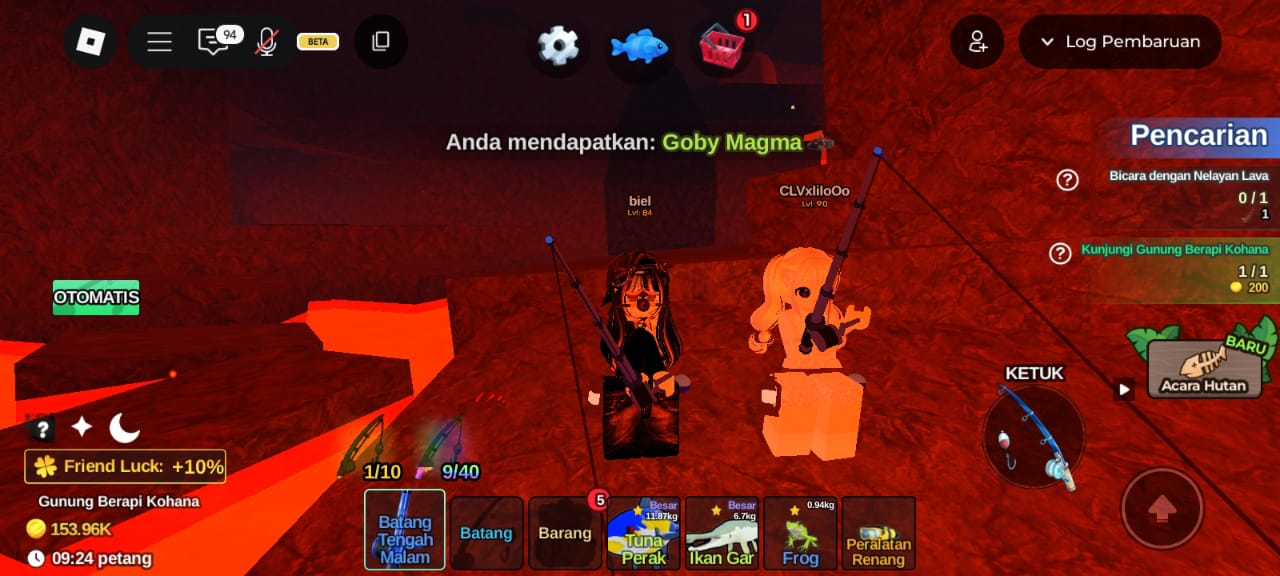 94
BETA
1
Log Pembaruan
Anda mendapatkan: Goby Magma
Pencarian
Bicara dengan Nelayan Lava
0 / 1
1
Kunjungi Gunung Berapi Kohana
1 / 1
200
biel
Lvl: 84
CLVxliloOo
Lvl: 90
OTOMATIS
BARU
Acara Hutan
KETUK
?
Friend Luck: +10%
Gunung Berapi Kohana
153.96K
09:24 petang
1/10
9/40
Batang
Tengah
Malam
Batang
Barang
5
Besar
11.87kg
Tuna
Perak
Besar
6.7kg
Ikan Gar
0.94kg
Frog
Peralatan
Renang